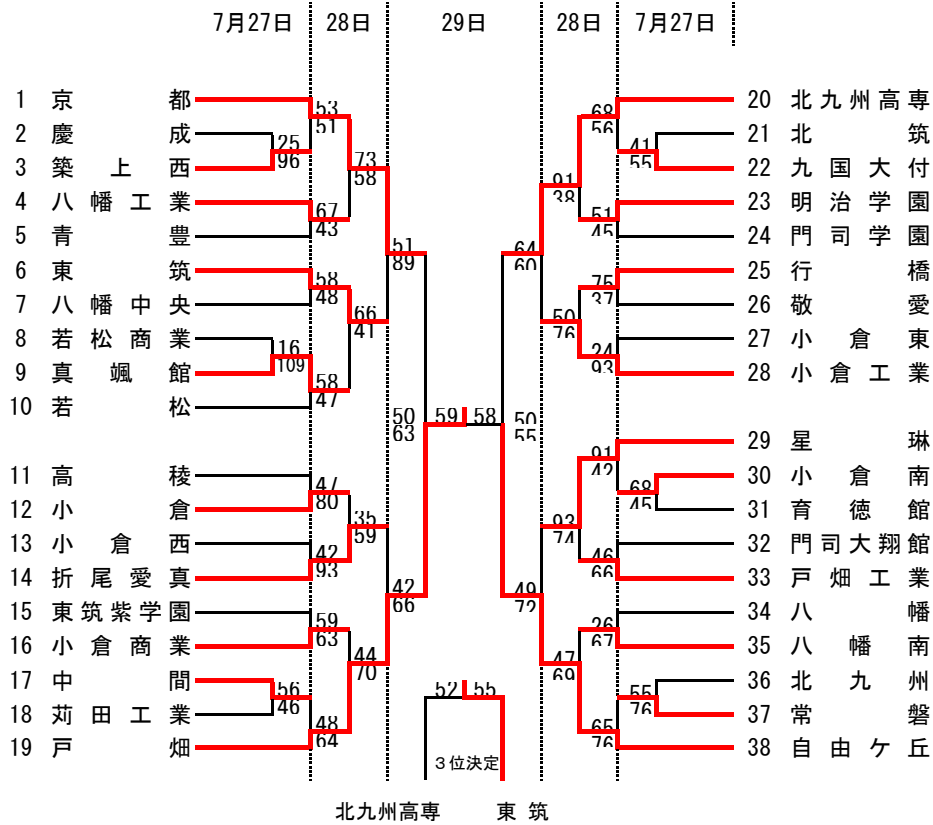 7月27日 28日 29日 28日 7月27日
1 京都 53 68 20 北九州高専
2 慶成 25 51 56 41 21 北筑
3 築上西 96 73 58 91 38 55 22 九国大付
4 八幡工業 67 51 23 明治学園
5 青豊 43 51 89 64 60 45 24 門司学園
6 東筑 58 75 25 行橋
7 八幡中央 48 66 41 50 76 37 26 敬愛
8 若松商業 16 24 27 小倉東
9 真颯館 109 58 93 28 小倉工業
10 若松 47 50 63 59 58 50 55
91 29 星琳
11 高稜 47 42 68 30 小倉南
12 小倉 80 35 59 93 74 45 31 育徳館
13 小倉西 42 46 32 門司大翔館
14 折尾愛真 93 42 66 49 72 66 33 戸畑工業
15 東筑紫学園 59 26 34 八幡
16 小倉商業 63 44 70 47 69 67 35 八幡南
17 中間 56 52 55 55 36 北九州
18 苅田工業 46 48 65 76 37 常磐
19 戸畑 64 3位決定 76 38 自由ケ丘
北九州高専 東筑